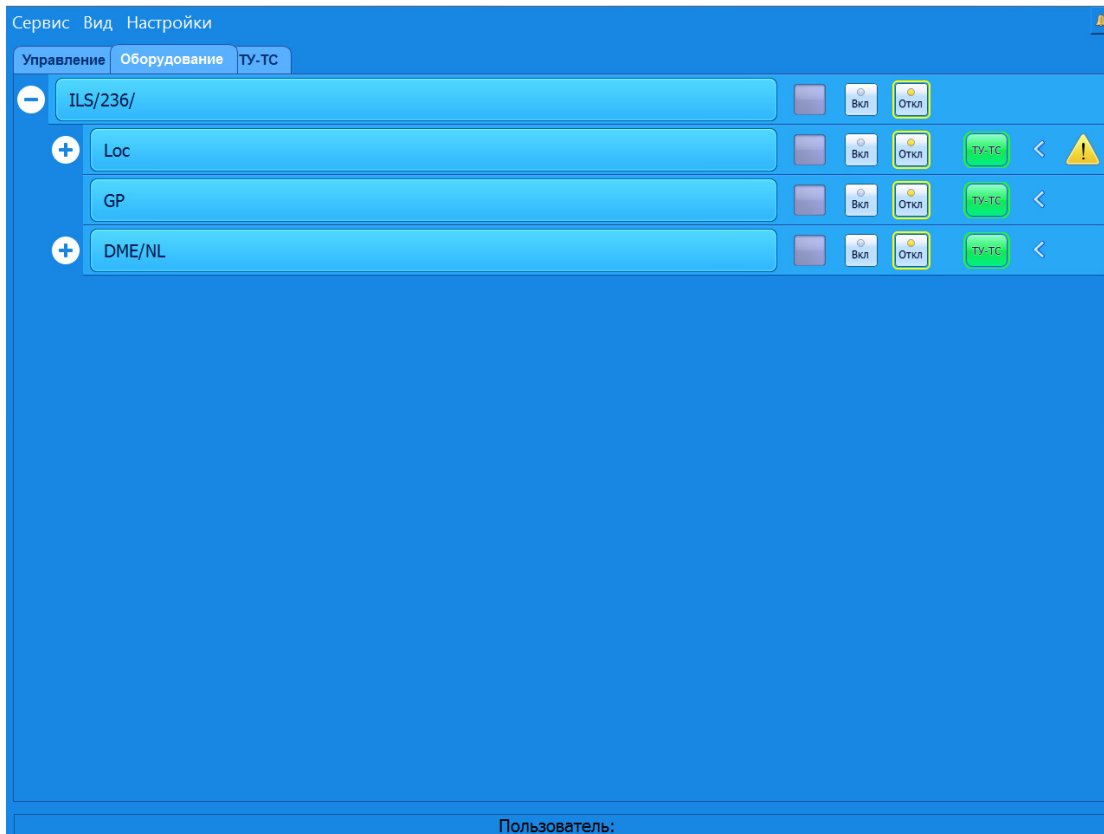 Сервис Вид Настройки
Управление Оборудование ТУ-ТС
ILS/236/ Вкл Откл
Loc Вкл Откл ТУ-ТС
GP Вкл Откл ТУ-ТС
DME/NL Вкл Откл ТУ-ТС
Пользователь: